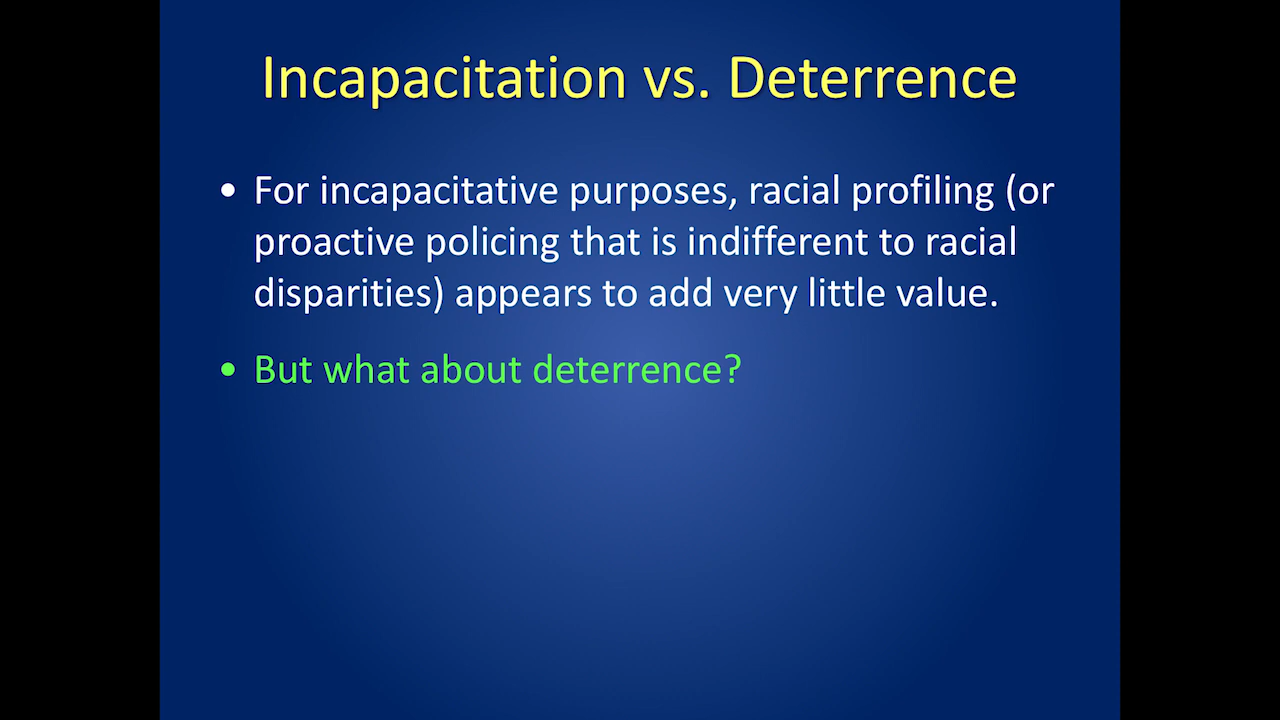 Incapacitation vs. Deterrence
• For incapacitative purposes, racial profiling (or
proactive policing that is indifferent to racial
disparities) appears to add very little value.
• But what about deterrence?